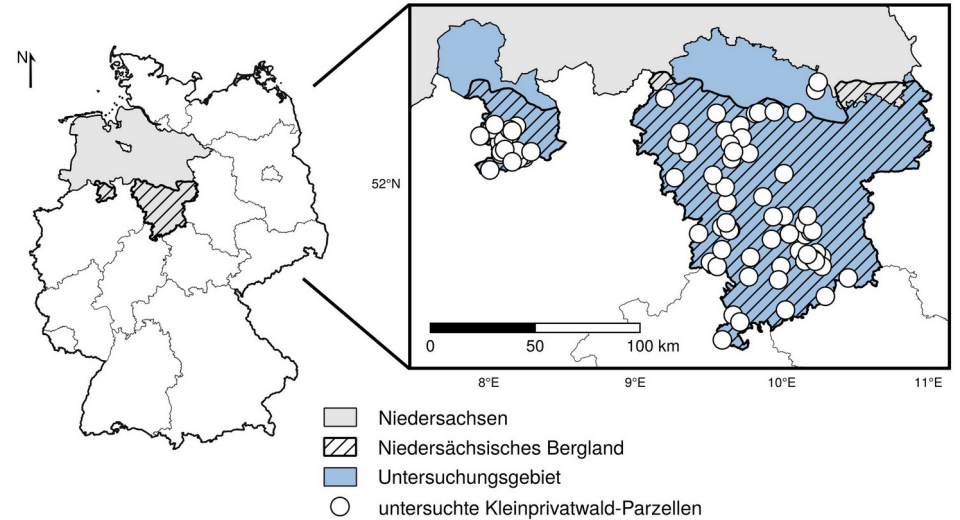 N
52°N
0 50 100 km
8°E 9°E 10°E 11°E
Niedersachsen
Niedersächsisches Bergland
Untersuchungsgebiet
untersuchte Kleinprivatwald-Parzellen